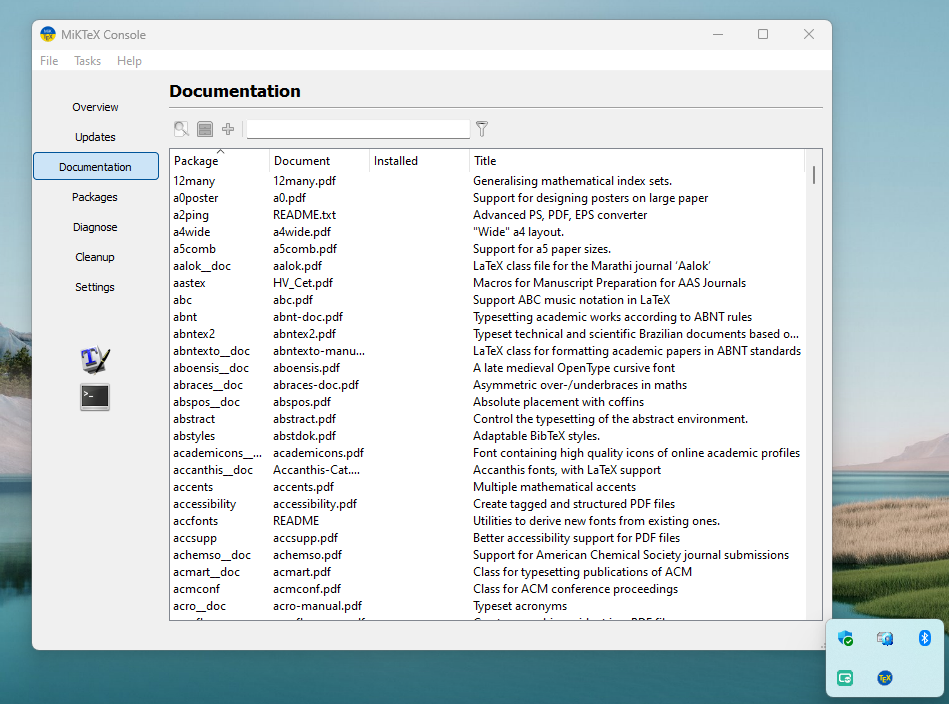 MiKTeX Console
File Tasks Help
Overview
Updates
Documentation
Packages
Diagnose
Cleanup
Settings
Documentation
Package Document Installed Title
12many 12many.pdf Generalising mathematical index sets.
a0poster a0.pdf Support for designing posters on large paper
a2ping README.txt Advanced PS, PDF, EPS converter
a4wide a4wide.pdf "Wide" a4 layout.
a5comb a5comb.pdf Support for a5 paper sizes.
aalok__doc aalok.pdf LaTeX class file for the Marathi journal ‘Aalok’
aastex HV_Cet.pdf Macros for Manuscript Preparation for AAS Journals
abc abc.pdf Support ABC music notation in LaTeX
abnt abnt-doc.pdf Typesetting academic works according to ABNT rules
abntex2 abntex2.pdf Typeset technical and scientific Brazilian documents based o...
abntexto__doc abntexto-manu... LaTeX class for formatting academic papers in ABNT standards
aboensis__doc aboensis.pdf A late medieval OpenType cursive font
abraces__doc abraces-doc.pdf Asymmetric over-/underbraces in maths
abspos__doc abspos.pdf Absolute placement with coffins
abstract abstract.pdf Control the typesetting of the abstract environment.
abstyles abstdok.pdf Adaptable BibTeX styles.
academicons__... academicons.pdf Font containing high quality icons of online academic profiles
accanthis__doc Accanthis-Cat.... Accanthis fonts, with LaTeX support
accents accents.pdf Multiple mathematical accents
accessibility accessibility.pdf Create tagged and structured PDF files
accfonts README Utilities to derive new fonts from existing ones.
accsupp accsupp.pdf Better accessibility support for PDF files
achemso__doc achemso.pdf Support for American Chemical Society journal submissions
acmart__doc acmart.pdf Class for typesetting publications of ACM
acmconf acmconf.pdf Class for ACM conference proceedings
acro__doc acro-manual.pdf Typeset acronyms
TeX